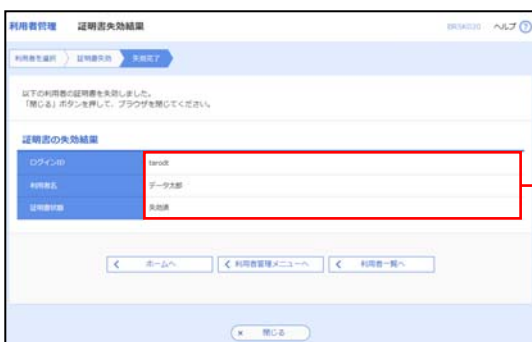 利用者管理 証明書失効結果 BRSK020 ヘルプ ?
利用者を選択 証明書失効 失効完了
以下の利用者の証明書を失効しました。
「閉じる」ボタンを押して、ブラウザを閉じてください。
証明書の失効結果
ログインID tarodt
利用者名 データ太郎
証明書状態 失効済
ホームへ 利用者管理メニューへ 利用者一覧へ
× 閉じる